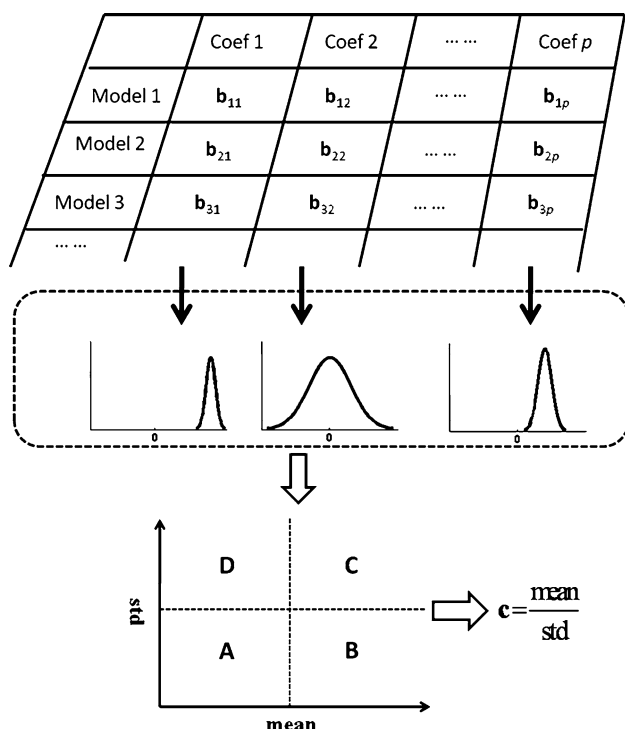 Coef 1 Coef 2 ... ... Coef p
Model 1 b11 b12 ... ... b1p
Model 2 b21 b22 ... ... b2p
Model 3 b31 b32 ... ... b3p
... ...
0 0 0
D C
std
A B
mean
c = mean
std